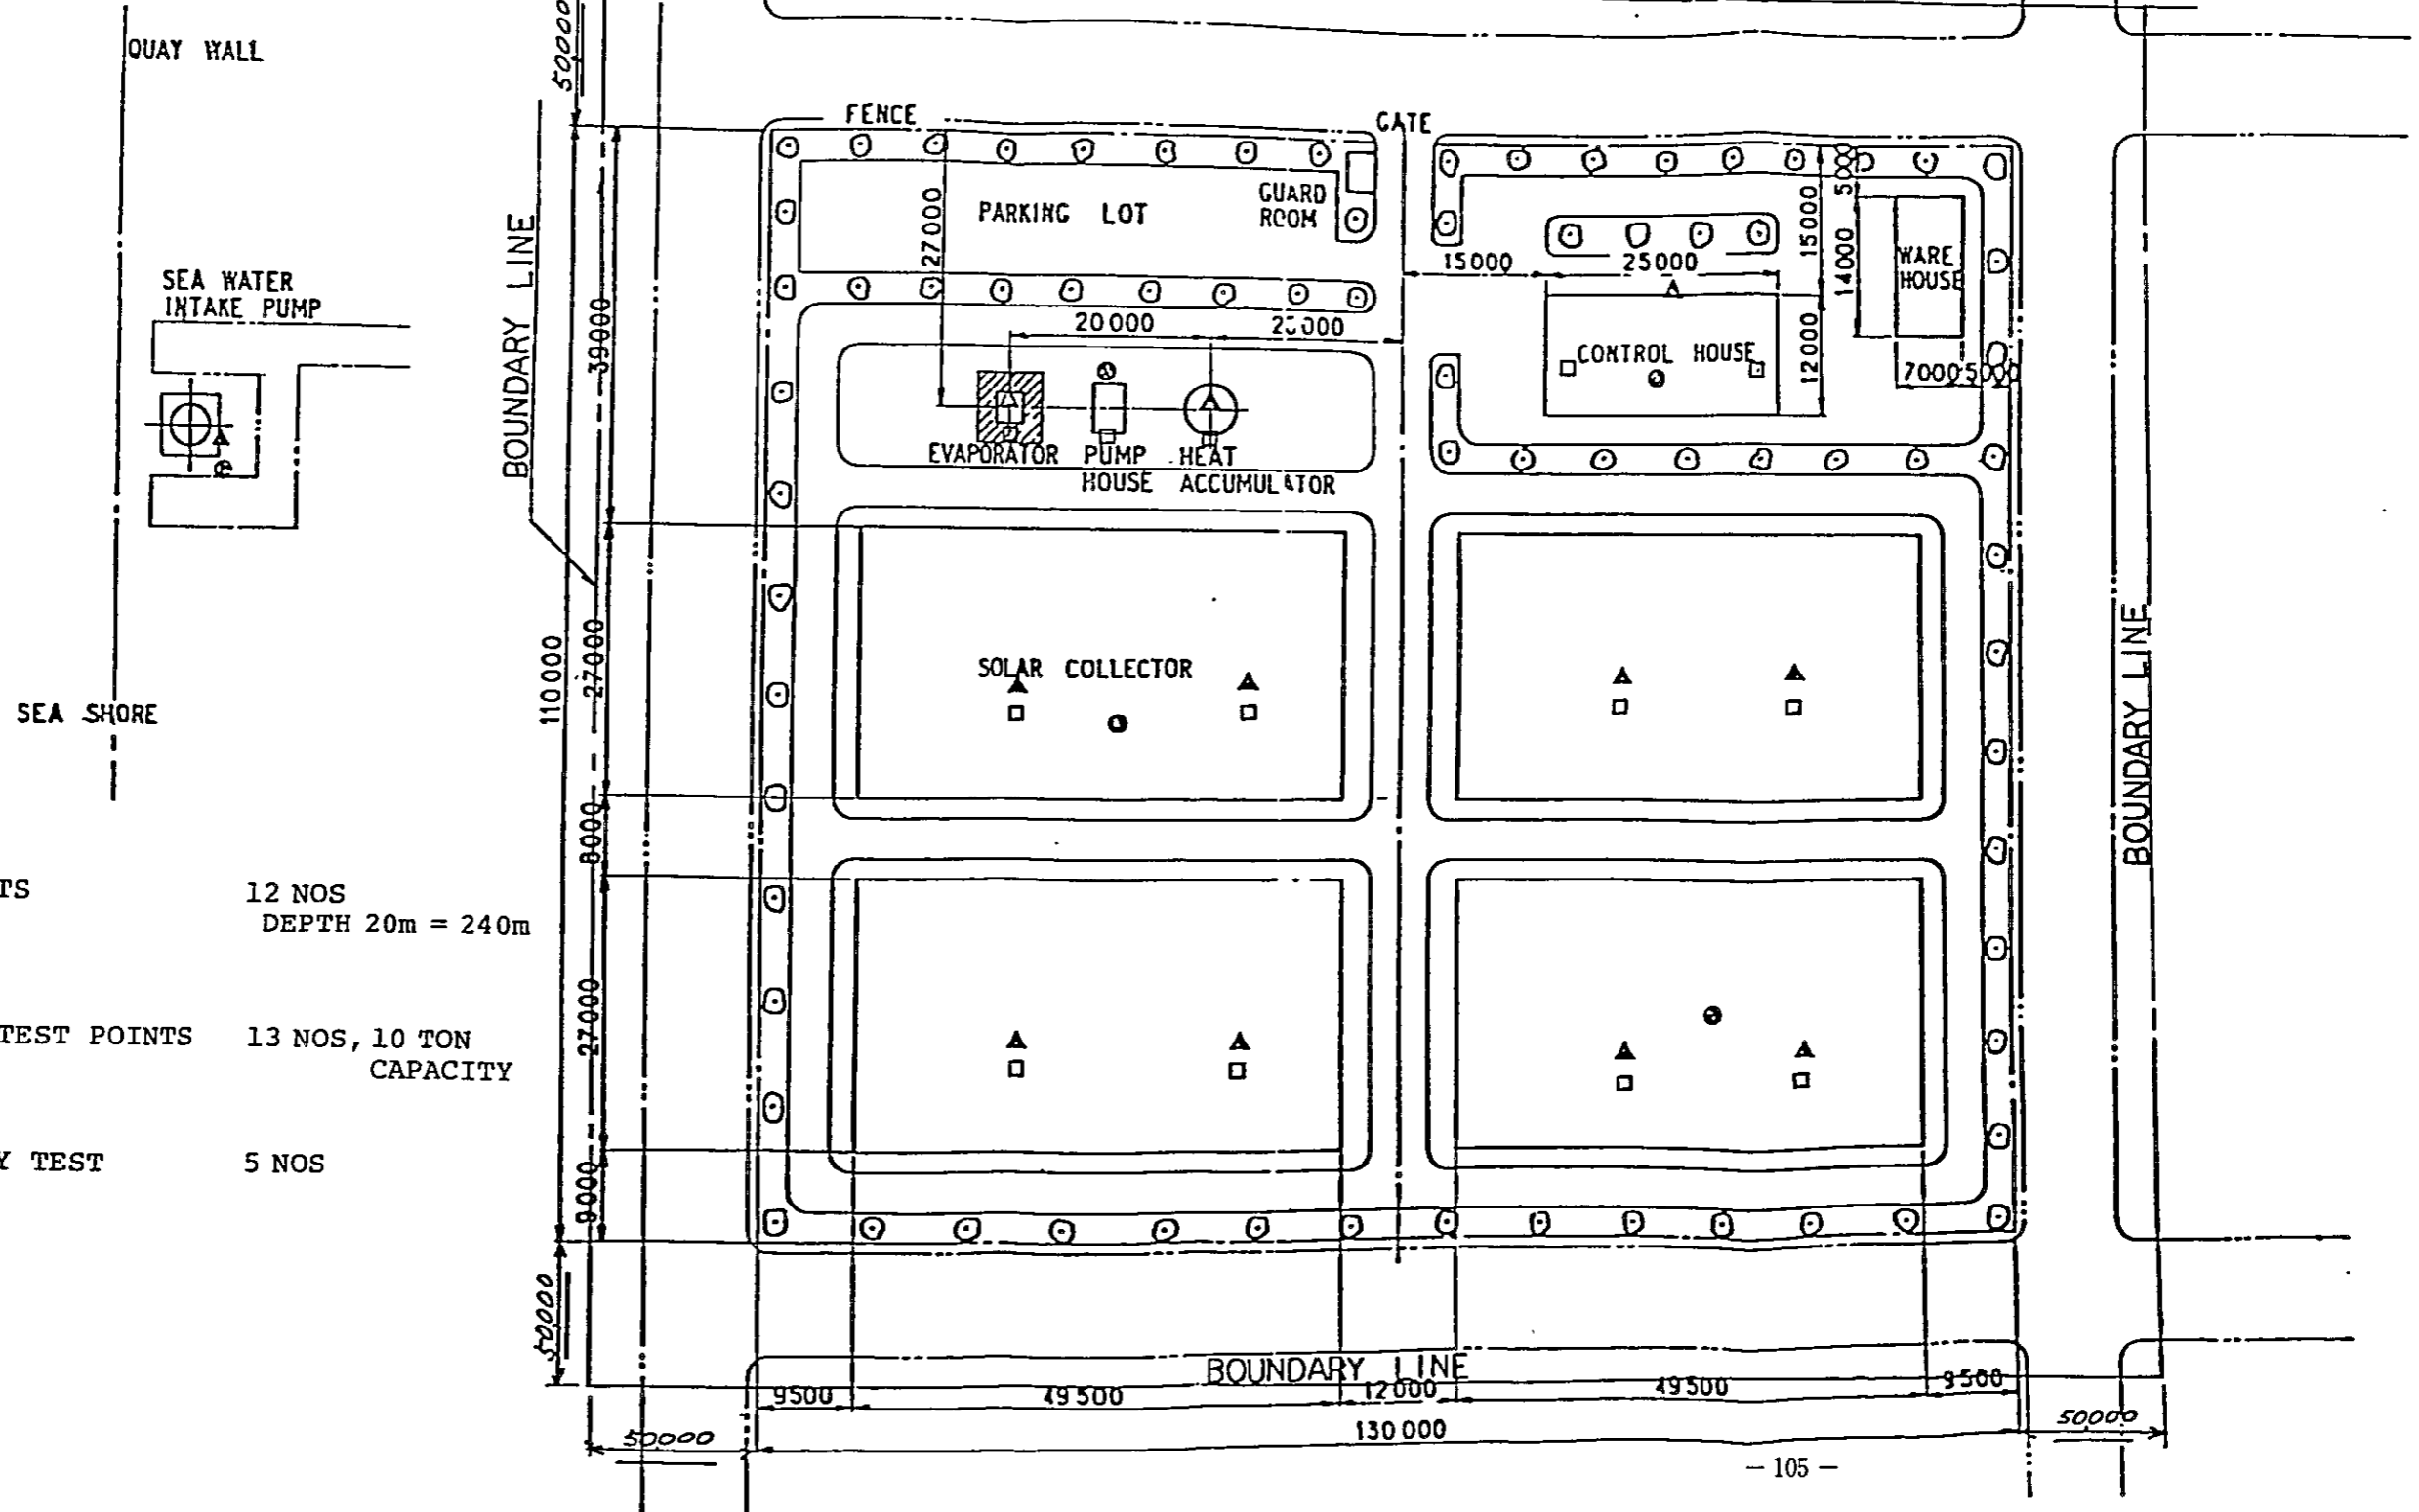 50000
QUAY WALL
FENCE
GATE
GUARD
ROOM
PARKING LOT
27000
BOUNDARY LINE
39000
SEA WATER
INTAKE PUMP
15000
25000
15000
5000
14000
WARE
HOUSE
20000
CONTROL HOUSE
12000
7000
5000
EVAPORATOR
PUMP
HOUSE
HEAT
ACCUMULATOR
110000
27000
SOLAR COLLECTOR
BOUNDARY LINE
SEA SHORE
8000
TS 12 NOS
DEPTH 20m = 240m
27000
TEST POINTS 13 NOS, 10 TON
CAPACITY
Y TEST 5 NOS
9000
50000
BOUNDARY LINE
9500
49500
12000
49500
9500
50000
130000
50000
- 105 -